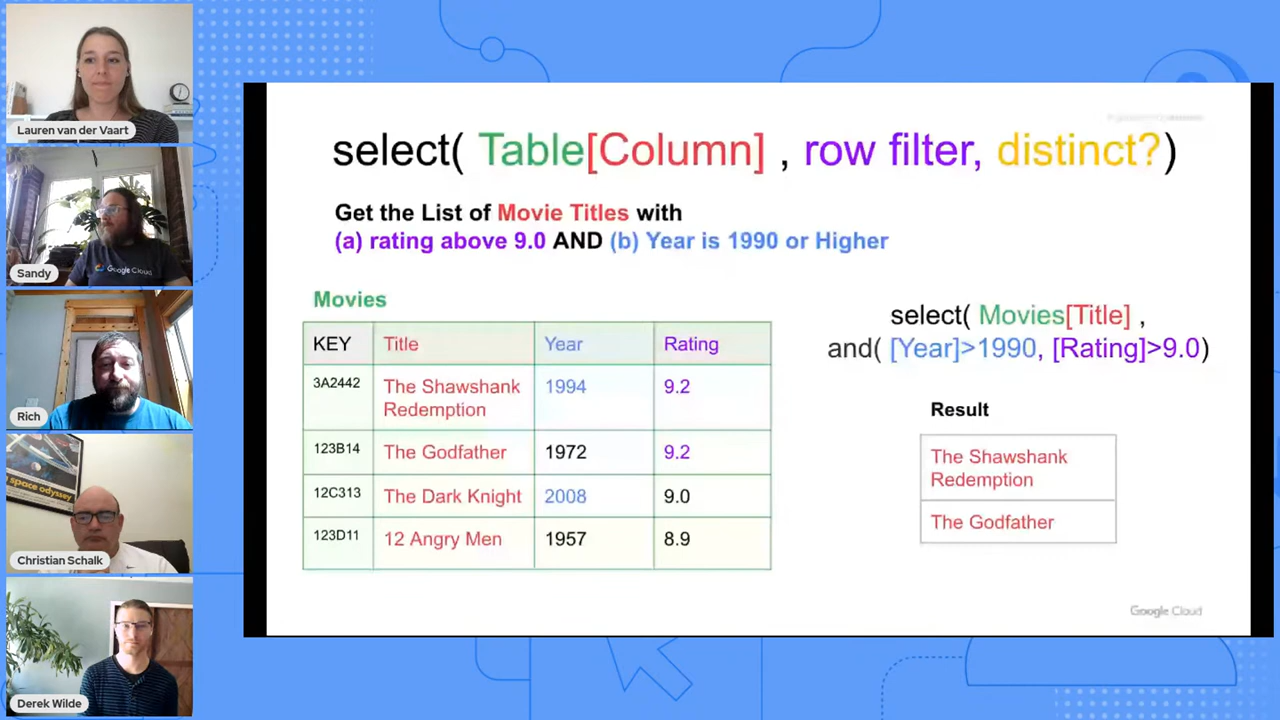 Lauren van der Vaart
Sandy
Google Cloud
Rich
space odyssey
Christian Schalk
Derek Wilde
select( Table[Column] , row filter, distinct?)
Get the List of Movie Titles with
(a) rating above 9.0 AND (b) Year is 1990 or Higher
Movies
KEY Title Year Rating
3A2442 The Shawshank Redemption 1994 9.2
123B14 The Godfather 1972 9.2
12C313 The Dark Knight 2008 9.0
123D11 12 Angry Men 1957 8.9
select( Movies[Title] ,
and( [Year]>1990, [Rating]>9.0)
Result
The Shawshank
Redemption
The Godfather
Google Cloud